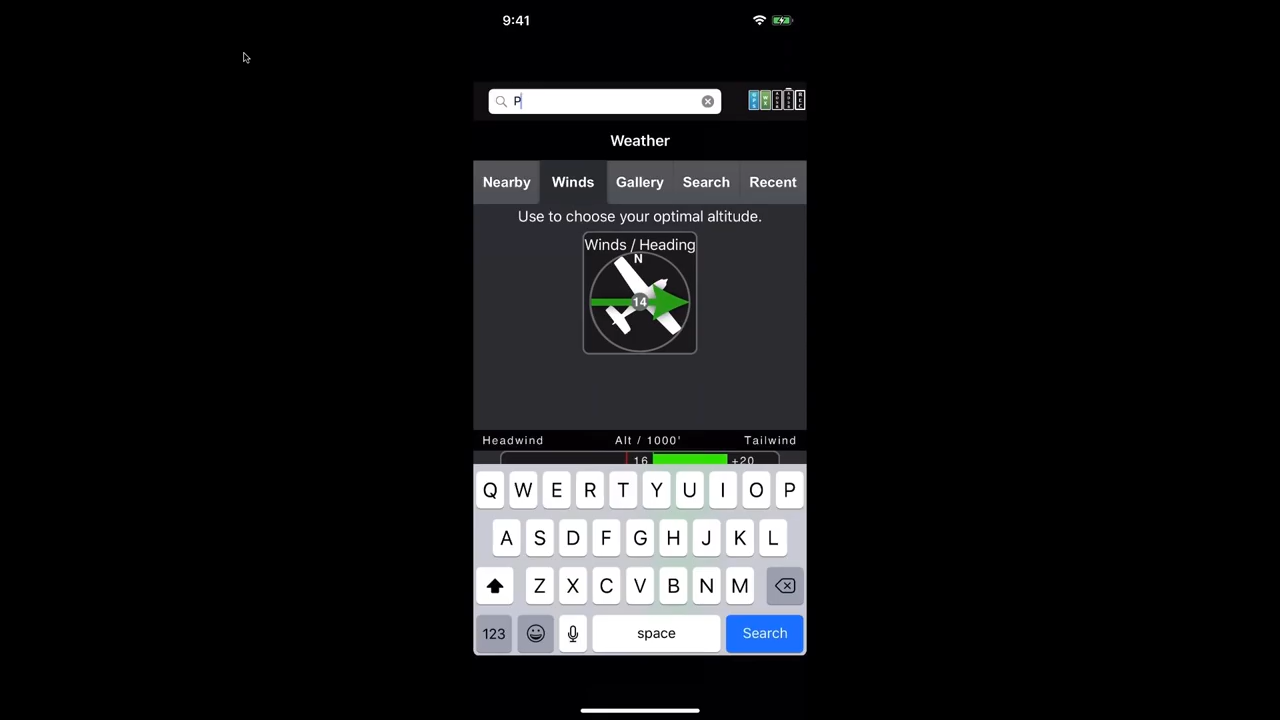 9:41
P
Weather
Nearby Winds Gallery Search Recent
Use to choose your optimal altitude.
Winds / Heading
N
14
Headwind Alt / 1000' Tailwind
16 +20
Q W E R T Y U I O P
A S D F G H J K L
Z X C V B N M
123 space Search